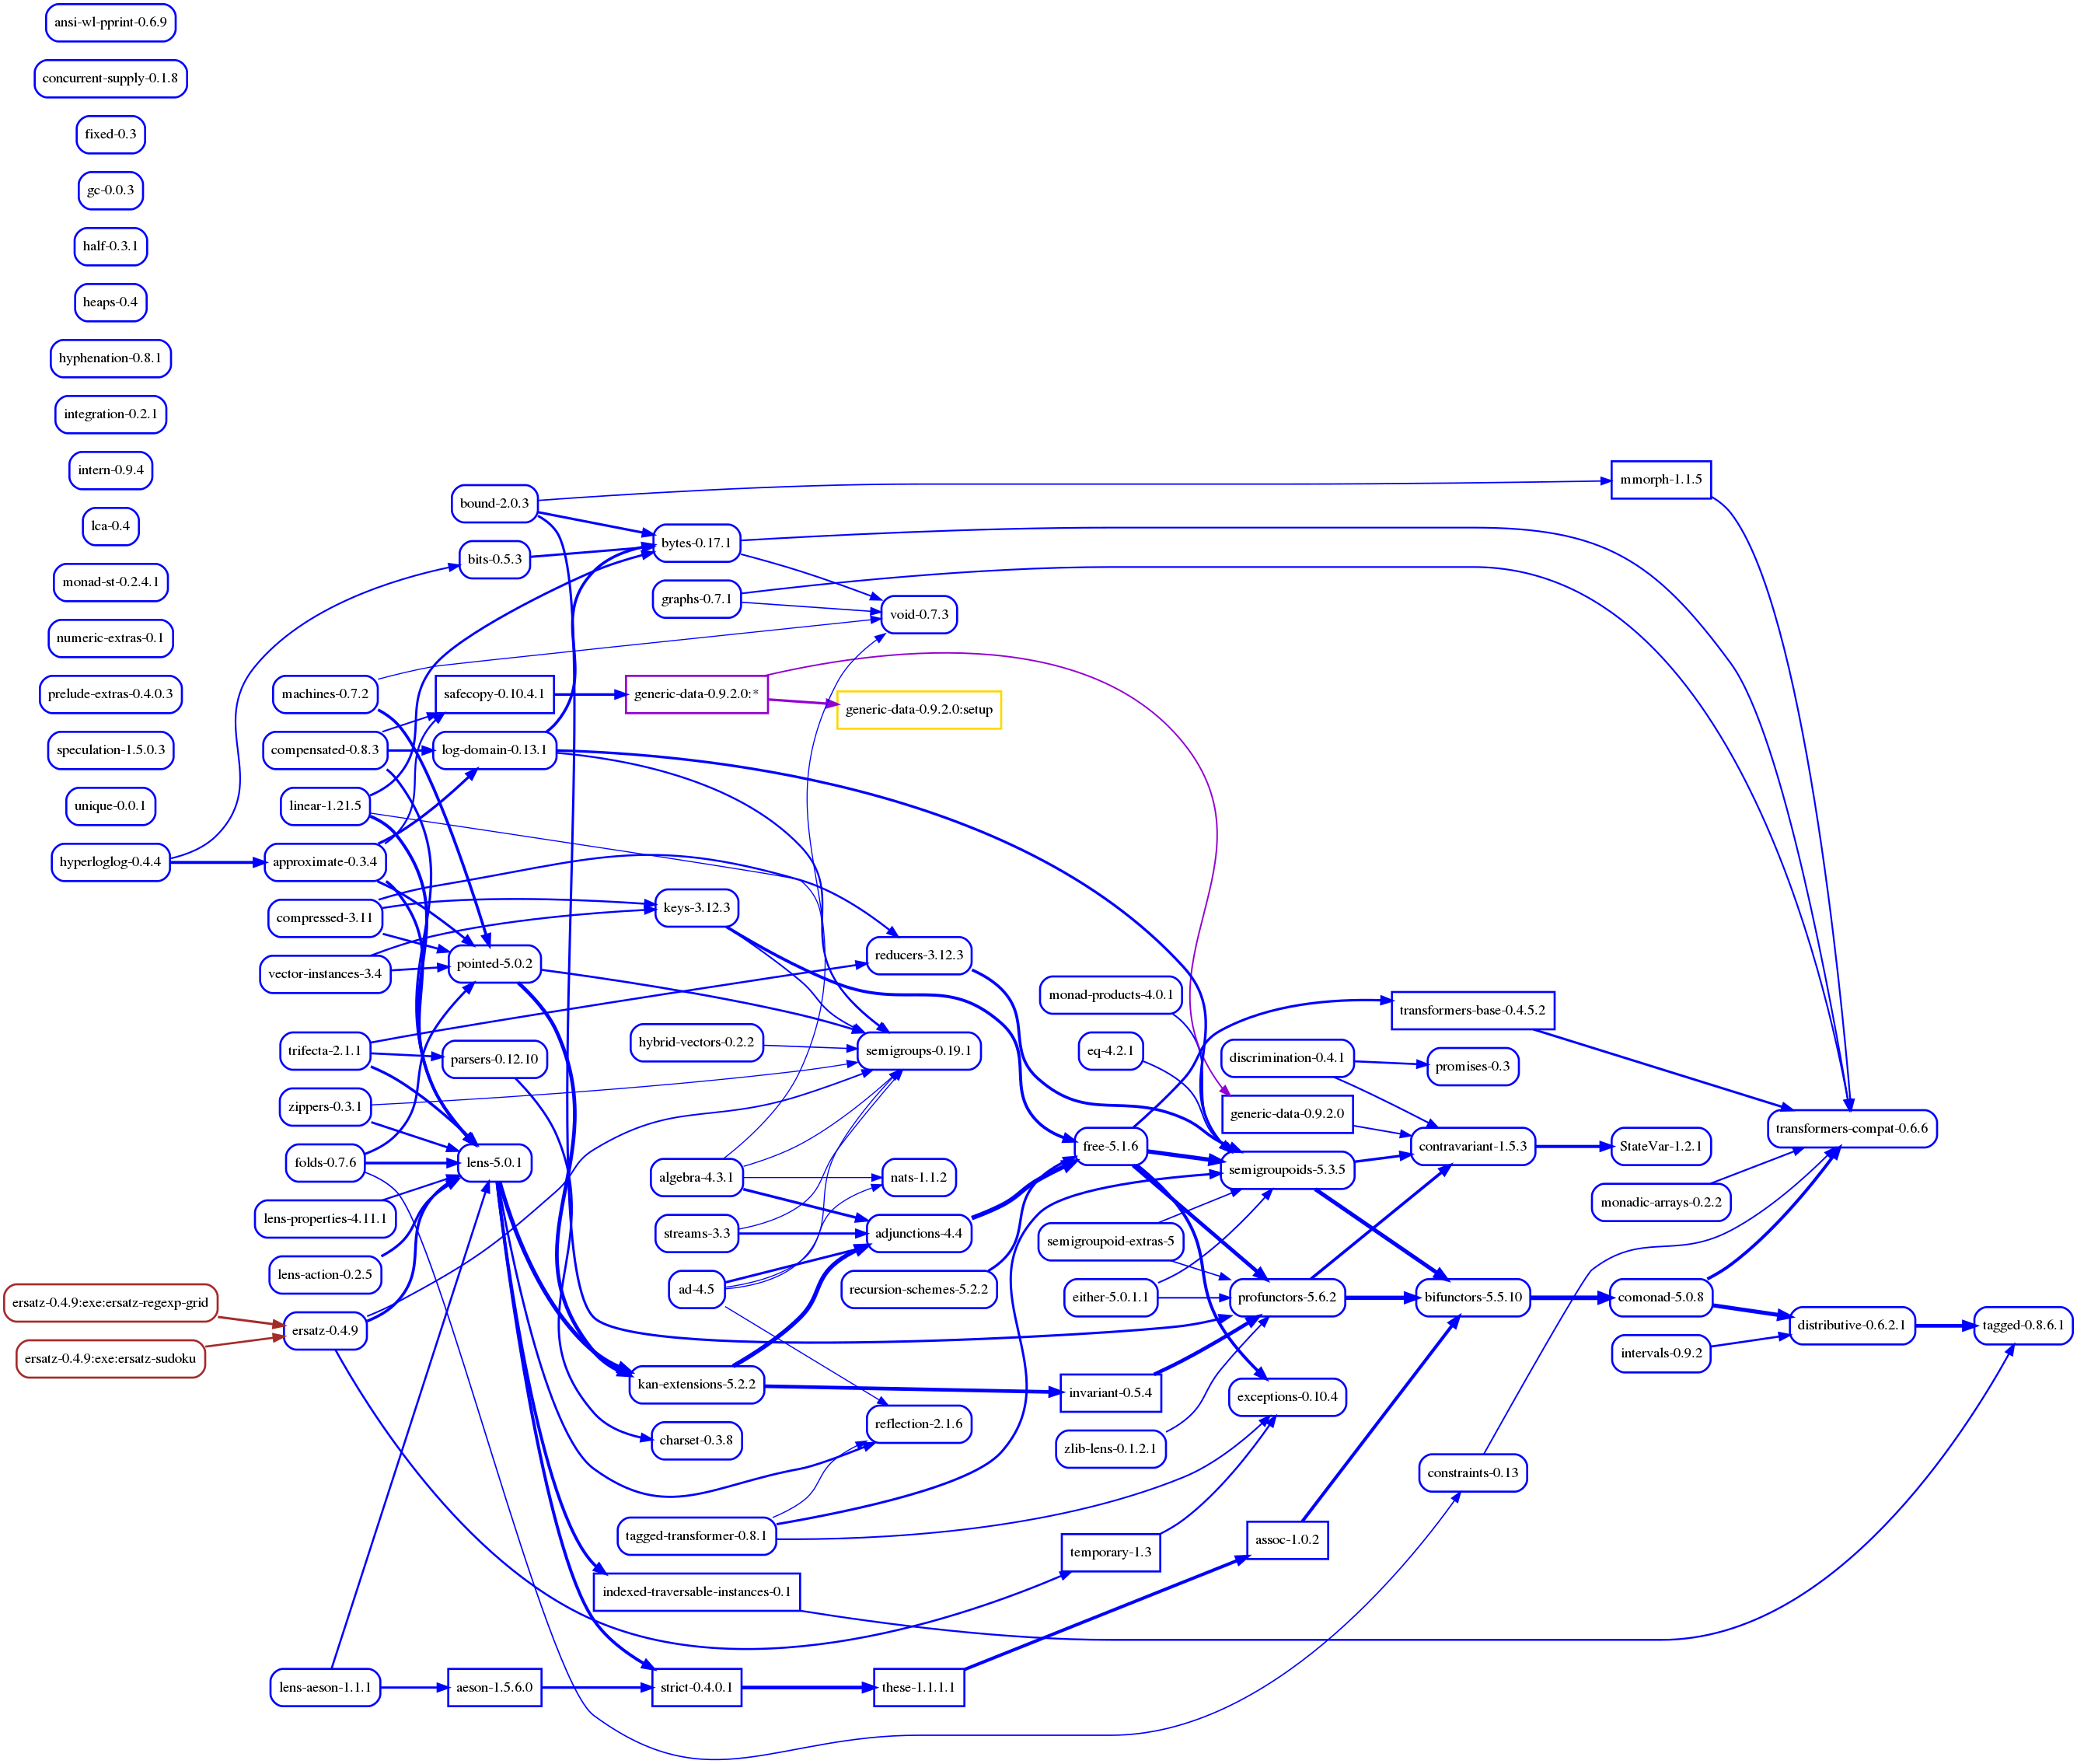 ansi-wl-pprint-0.6.9
concurrent-supply-0.1.8
fixed-0.3
gc-0.0.3
half-0.3.1
heaps-0.4
hyphenation-0.8.1
integration-0.2.1
intern-0.9.4
lca-0.4
monad-st-0.2.4.1
numeric-extras-0.1
prelude-extras-0.4.0.3
speculation-1.5.0.3
unique-0.0.1
hyperloglog-0.4.4
ersatz-0.4.9:exe:ersatz-regexp-grid
ersatz-0.4.9:exe:ersatz-sudoku
machines-0.7.2
compensated-0.8.3
linear-1.21.5
approximate-0.3.4
compressed-3.11
vector-instances-3.4
trifecta-2.1.1
zippers-0.3.1
folds-0.7.6
lens-properties-4.11.1
lens-action-0.2.5
ersatz-0.4.9
lens-aeson-1.1.1
bound-2.0.3
bits-0.5.3
safecopy-0.10.4.1
log-domain-0.13.1
pointed-5.0.2
parsers-0.12.10
lens-5.0.1
aeson-1.5.6.0
bytes-0.17.1
graphs-0.7.1
generic-data-0.9.2.0:*
keys-3.12.3
hybrid-vectors-0.2.2
algebra-4.3.1
streams-3.3
ad-4.5
kan-extensions-5.2.2
charset-0.3.8
tagged-transformer-0.8.1
indexed-traversable-instances-0.1
strict-0.4.0.1
void-0.7.3
generic-data-0.9.2.0:setup
reducers-3.12.3
semigroups-0.19.1
nats-1.1.2
adjunctions-4.4
recursion-schemes-5.2.2
reflection-2.1.6
these-1.1.1.1
monad-products-4.0.1
eq-4.2.1
free-5.1.6
semigroupoid-extras-5
either-5.0.1.1
invariant-0.5.4
zlib-lens-0.1.2.1
temporary-1.3
discrimination-0.4.1
generic-data-0.9.2.0
semigroupoids-5.3.5
profunctors-5.6.2
exceptions-0.10.4
assoc-1.0.2
transformers-base-0.4.5.2
promises-0.3
contravariant-1.5.3
bifunctors-5.5.10
constraints-0.13
mmorph-1.1.5
StateVar-1.2.1
monadic-arrays-0.2.2
comonad-5.0.8
intervals-0.9.2
transformers-compat-0.6.6
distributive-0.6.2.1
tagged-0.8.6.1